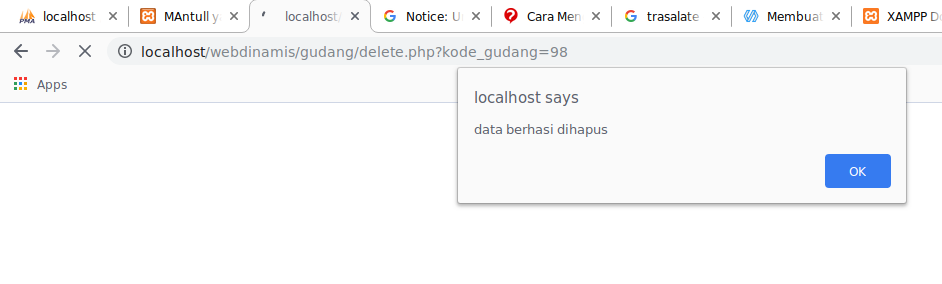 localhost
MAntull y
localhost/
Notice: U
Cara Men
trasalate
Membuat
XAMPP Do
localhost/webdinamis/gudang/delete.php?kode_gudang=98
Apps
localhost says
data berhasi dihapus
OK